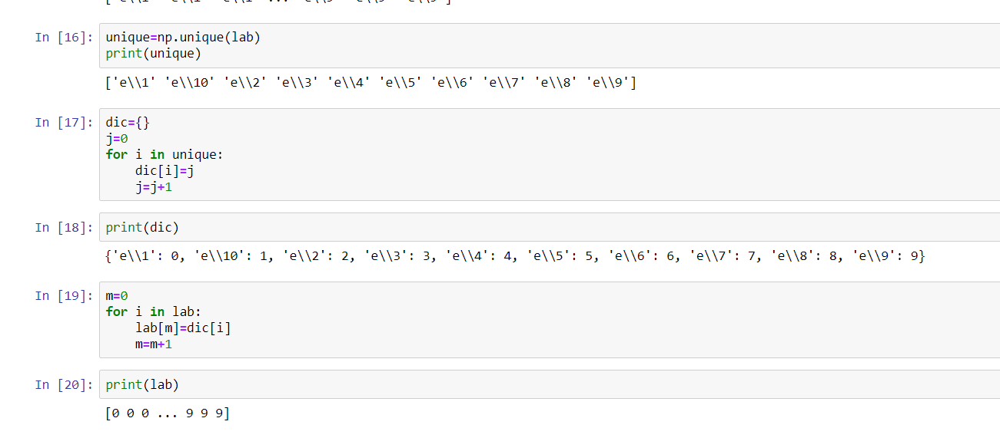 In [16]: unique=np.unique(lab)
print(unique)
['e\\1' 'e\\10' 'e\\2' 'e\\3' 'e\\4' 'e\\5' 'e\\6' 'e\\7' 'e\\8' 'e\\9']
In [17]: dic={}
j=0
for i in unique:
    dic[i]=j
    j=j+1
In [18]: print(dic)
{'e\\1': 0, 'e\\10': 1, 'e\\2': 2, 'e\\3': 3, 'e\\4': 4, 'e\\5': 5, 'e\\6': 6, 'e\\7': 7, 'e\\8': 8, 'e\\9': 9}
In [19]: m=0
for i in lab:
    lab[m]=dic[i]
    m=m+1
In [20]: print(lab)
[0 0 0 ... 9 9 9]